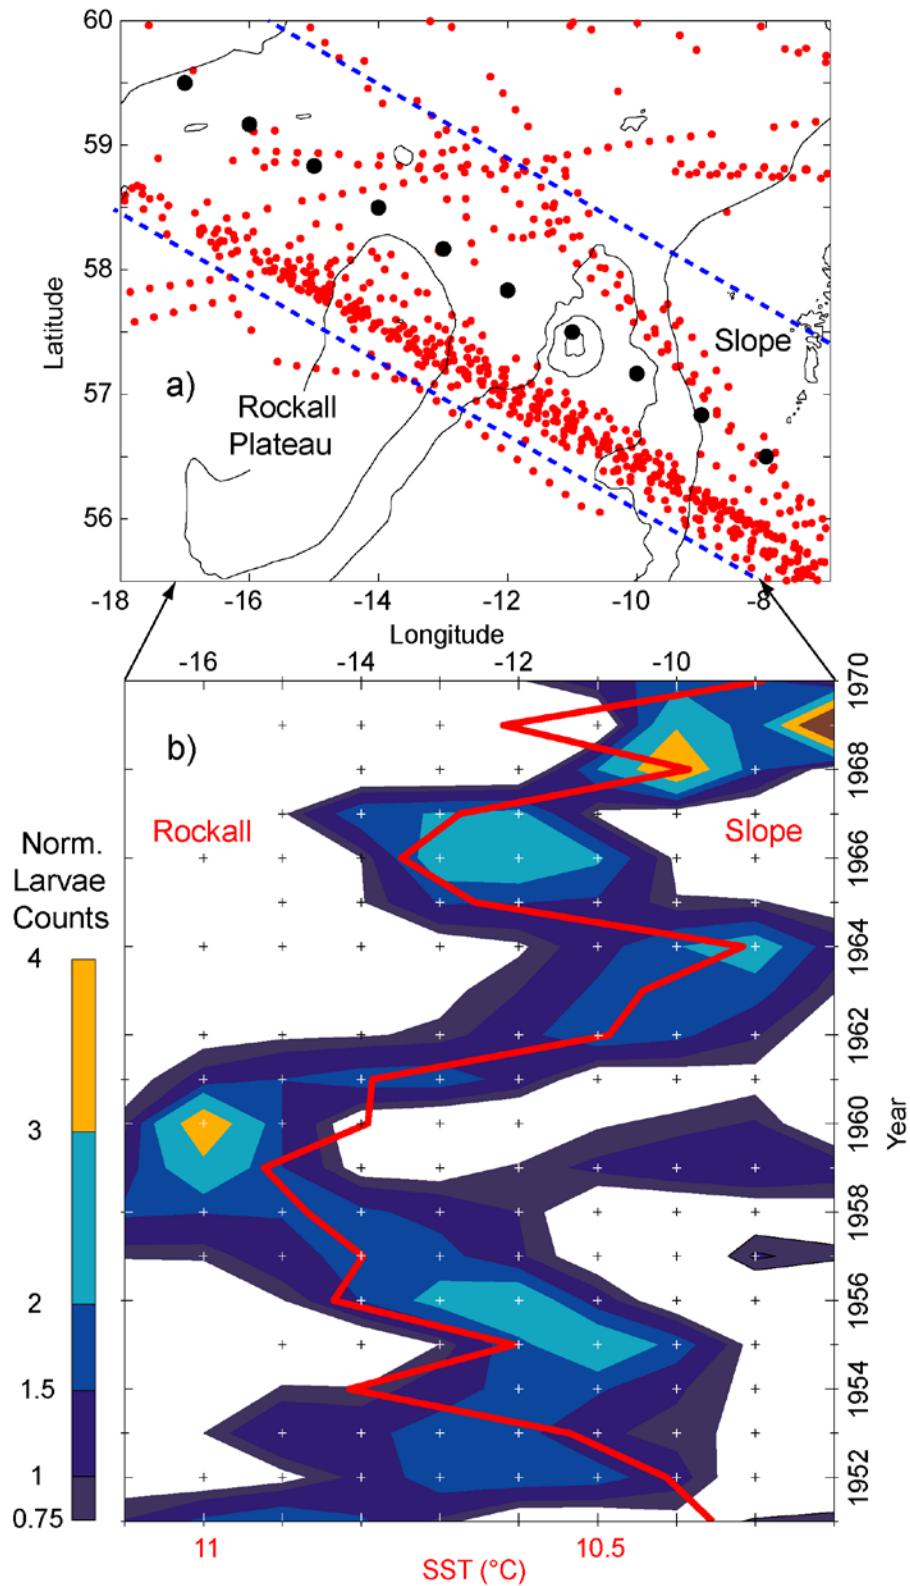 60
59
58
57
56
Latitude
a)
Rockall
Plateau
Slope
-18
-16
-14
-12
-10
-8
Longitude
-16
-14
-12
-10
b)
Rockall
Slope
Norm.
Larvae
Counts
4
3
2
1.5
1
0.75
1970
1968
1966
1964
1962
1960
1958
1956
1954
1952
Year
11
10.5
SST (°C)